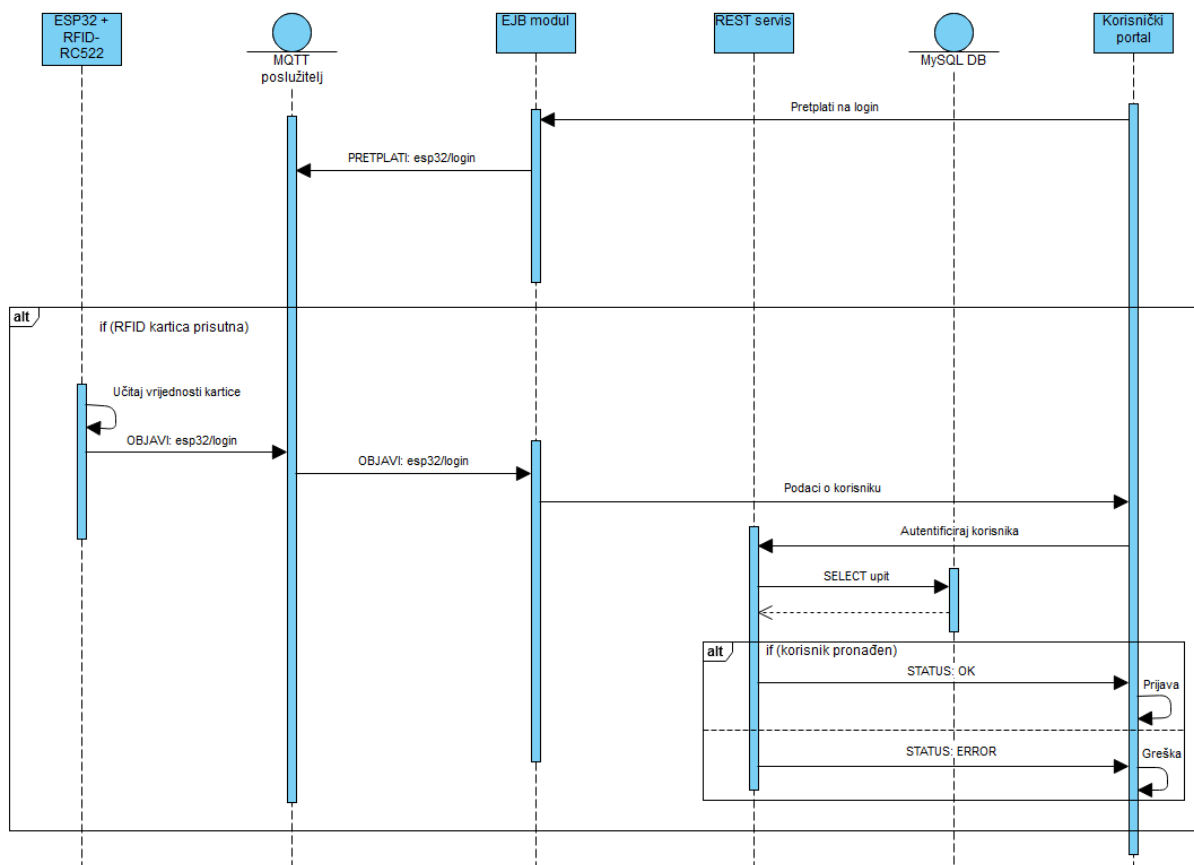 ESP32 +
RFID-
RC522
MQTT
poslužitelj
EJB modul
REST servis
MySQL DB
Korisnički
portal
Pretplati na login
PRETPLATI: esp32/login
alt
if (RFID kartica prisutna)
Učitaj vrijednosti kartice
OBJAVI: esp32/login
OBJAVI: esp32/login
Podaci o korisniku
Autentificiraj korisnika
SELECT upit
alt
if (korisnik pronađen)
STATUS: OK
Prijava
STATUS: ERROR
Greška